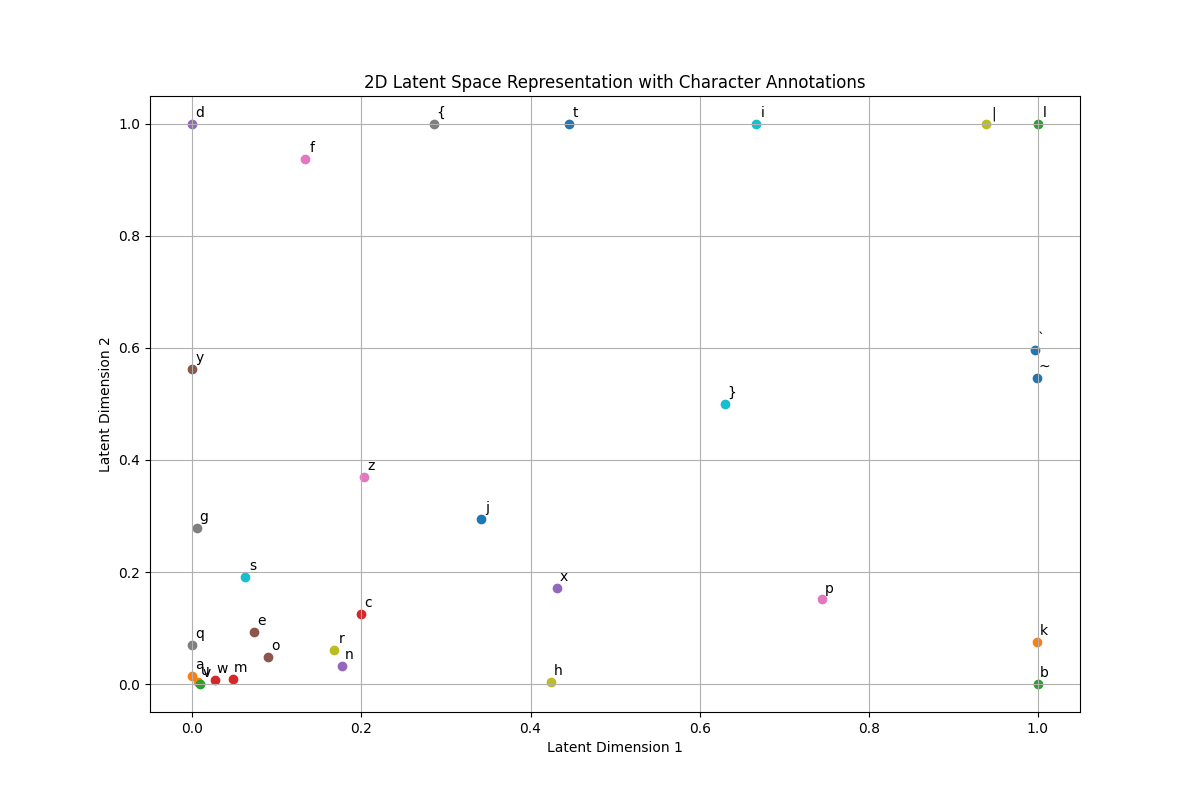 2D Latent Space Representation with Character Annotations
d { t i | l
f
`
y ~
}
z
g j
s x
p
c
e k
q o r
n
a u v w m h b
1.0
0.8
0.6
0.4
0.2
0.0
Latent Dimension 2
0.0 0.2 0.4 0.6 0.8 1.0
Latent Dimension 1